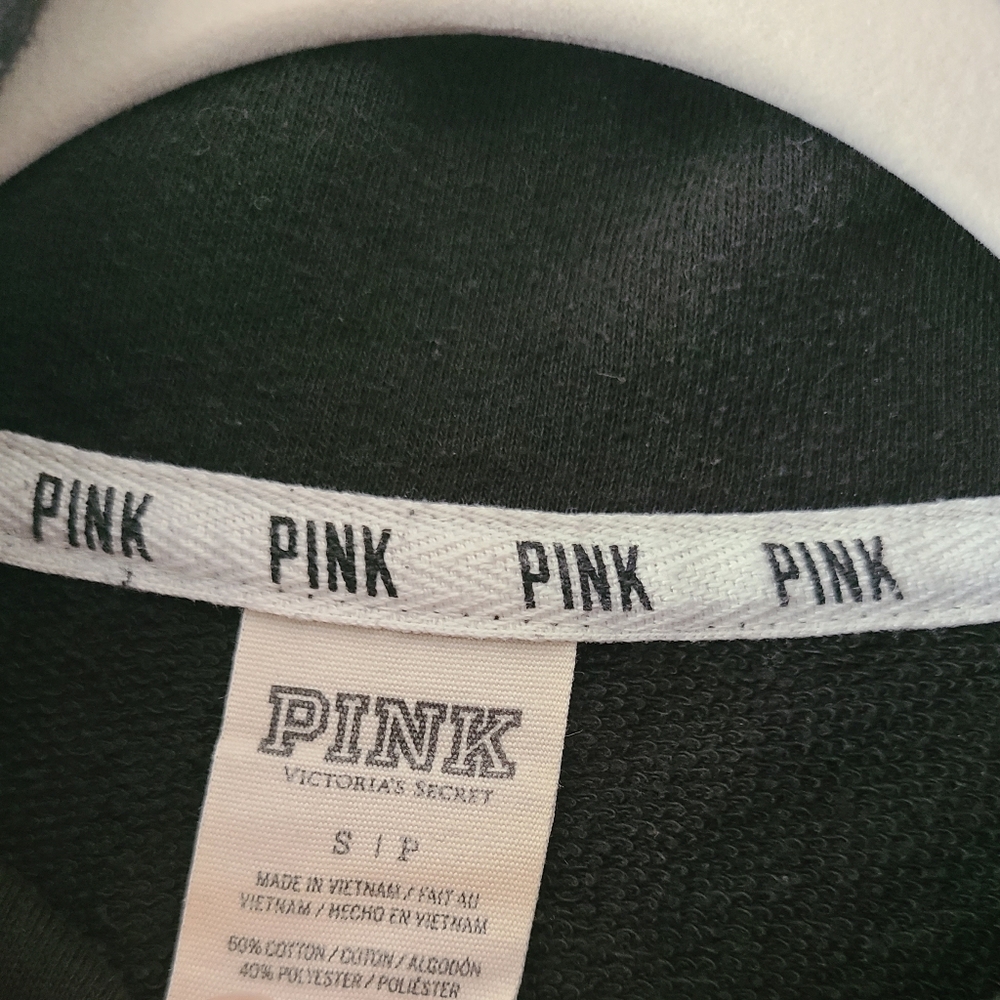 PINK PINK PINK PINK
PINK
VICTORIA'S SECRET
S | P
MADE IN VIETNAM / FAIT AU
VIETNAM / HECHO EN VIETNAM
60% COTTON / COTON / ALGODÓN
40% POLYESTER / POLIÉSTER